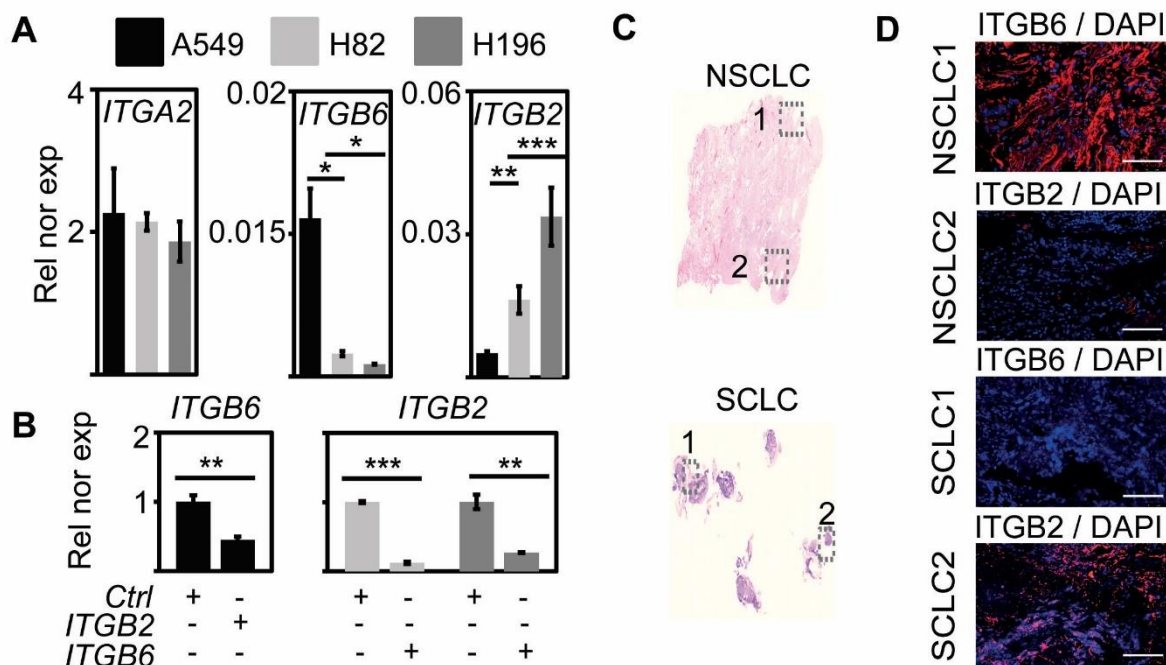 A
A549
H82
H196
Rel nor exp
4
2
ITGA2
0.02
0.015
ITGB6
*
*
0.06
0.03
ITGB2
**
***
B
Rel nor exp
2
1
ITGB6
**
ITGB2
***
**
Ctrl + - + - + -
ITGB2 - + - - - -
ITGB6 - - - + - +
C
NSCLC
1
2
SCLC
1
2
D
ITGB6 / DAPI
NSCLC1
ITGB2 / DAPI
NSCLC2
ITGB6 / DAPI
SCLC1
ITGB2 / DAPI
SCLC2